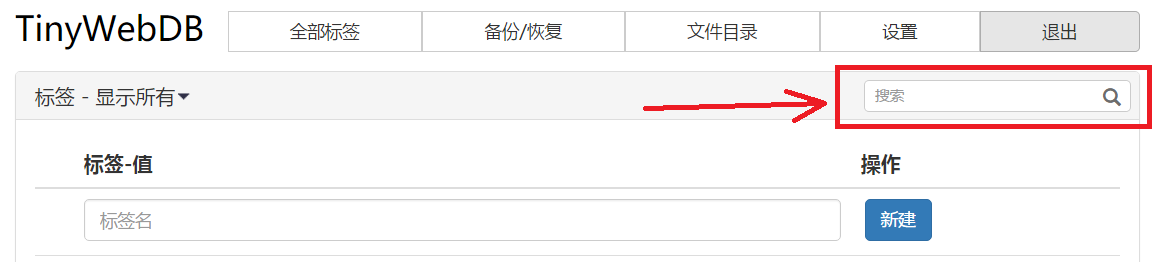 TinyWebDB 全部标签 备份/恢复 文件目录 设置 退出
标签 - 显示所有 搜索
标签-值 操作
标签名 新建